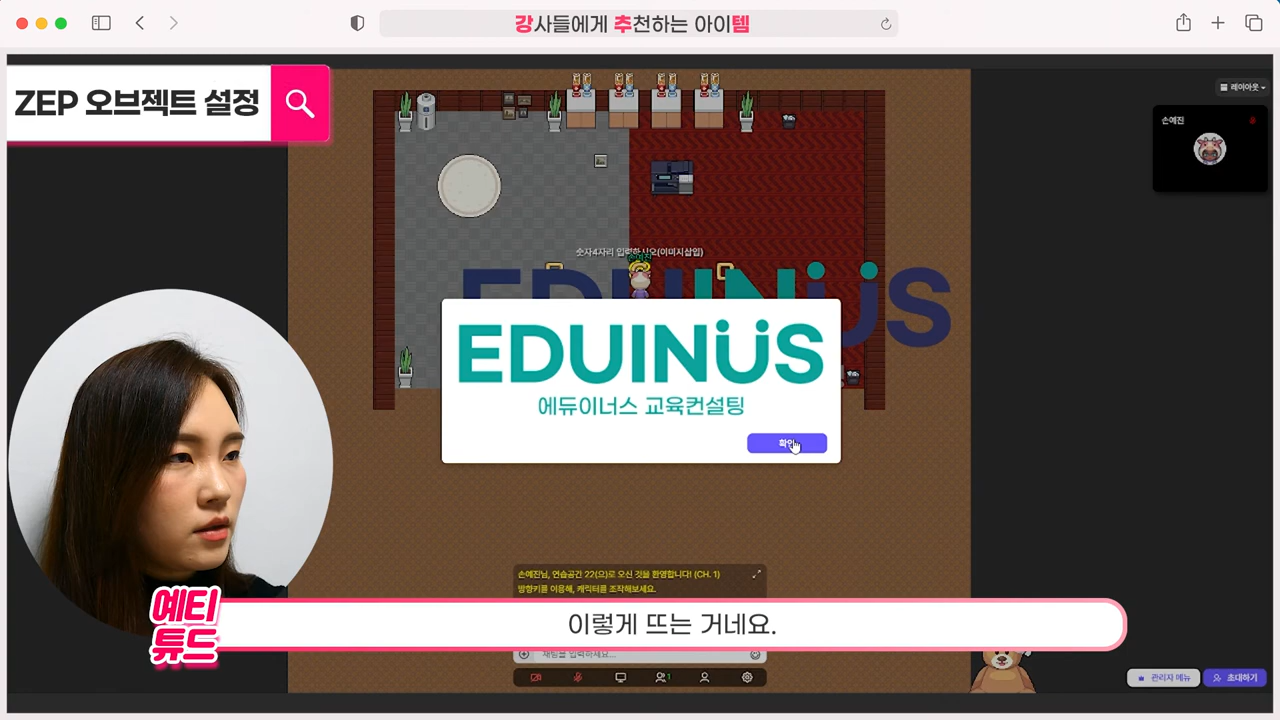 강사들에게 추천하는 아이템
ZEP 오브젝트 설정
레이아웃
손예진
숫자4자리 입력하시오(이미지삽입)
손예진
EDUINUS
EDUINUS
에듀이너스 교육컨설팅
확인
손예진님, 연습공간 22(으)로 오신 것을 환영합니다! (CH. 1)
방향키를 이용해, 캐릭터를 조작해보세요.
예티튜드
이렇게 뜨는 거네요.
채팅을 입력하세요...
1
관리자 메뉴
초대하기